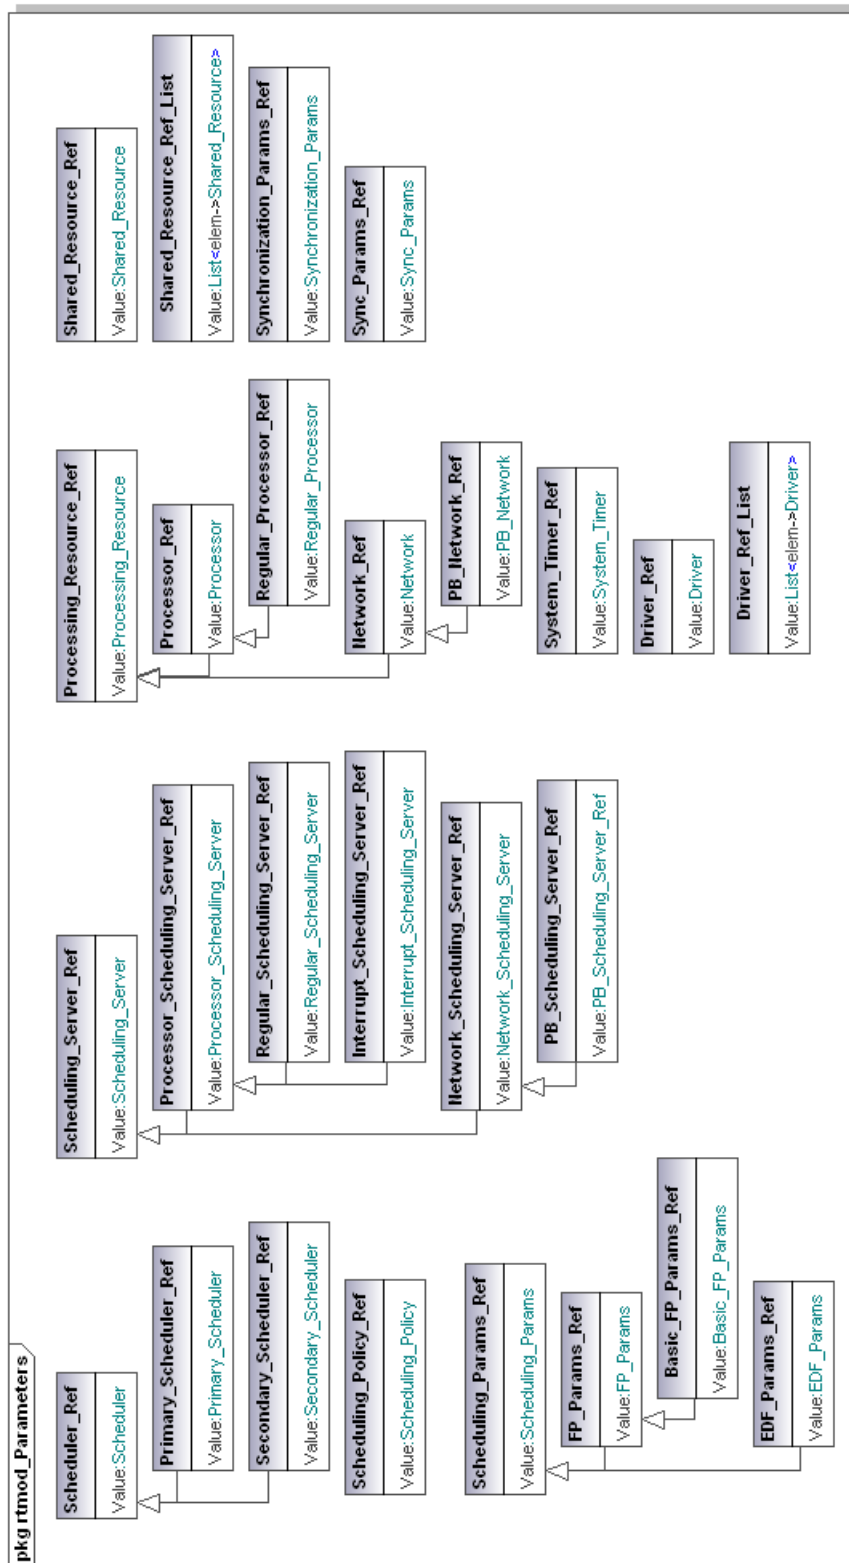 pkg rtmod_Parameters
Scheduler_Ref
Value:Scheduler
Primary_Scheduler_Ref
Value:Primary_Scheduler
Secondary_Scheduler_Ref
Value:Secondary_Scheduler
Scheduling_Policy_Ref
Value:Scheduling_Policy
Scheduling_Params_Ref
Value:Scheduling_Params
FP_Params_Ref
Value:FP_Params
Basic_FP_Params_Ref
Value:Basic_FP_Params
EDF_Params_Ref
Value:EDF_Params
Scheduling_Server_Ref
Value:Scheduling_Server
Processor_Scheduling_Server_Ref
Value:Processor_Scheduling_Server
Regular_Scheduling_Server_Ref
Value:Regular_Scheduling_Server
Interrupt_Scheduling_Server_Ref
Value:Interrupt_Scheduling_Server
Network_Scheduling_Server_Ref
Value:Network_Scheduling_Server
PB_Scheduling_Server_Ref
Value:PB_Scheduling_Server_Ref
Processing_Resource_Ref
Value:Processing_Resource
Processor_Ref
Value:Processor
Regular_Processor_Ref
Value:Regular_Processor
Network_Ref
Value:Network
PB_Network_Ref
Value:PB_Network
System_Timer_Ref
Value:System_Timer
Driver_Ref
Value:Driver
Driver_Ref_List
Value:List<elem->Driver>
Shared_Resource_Ref
Value:Shared_Resource
Shared_Resource_Ref_List
Value:List<elem->Shared_Resource>
Synchronization_Params_Ref
Value:Synchronization_Params
Sync_Params_Ref
Value:Sync_Params